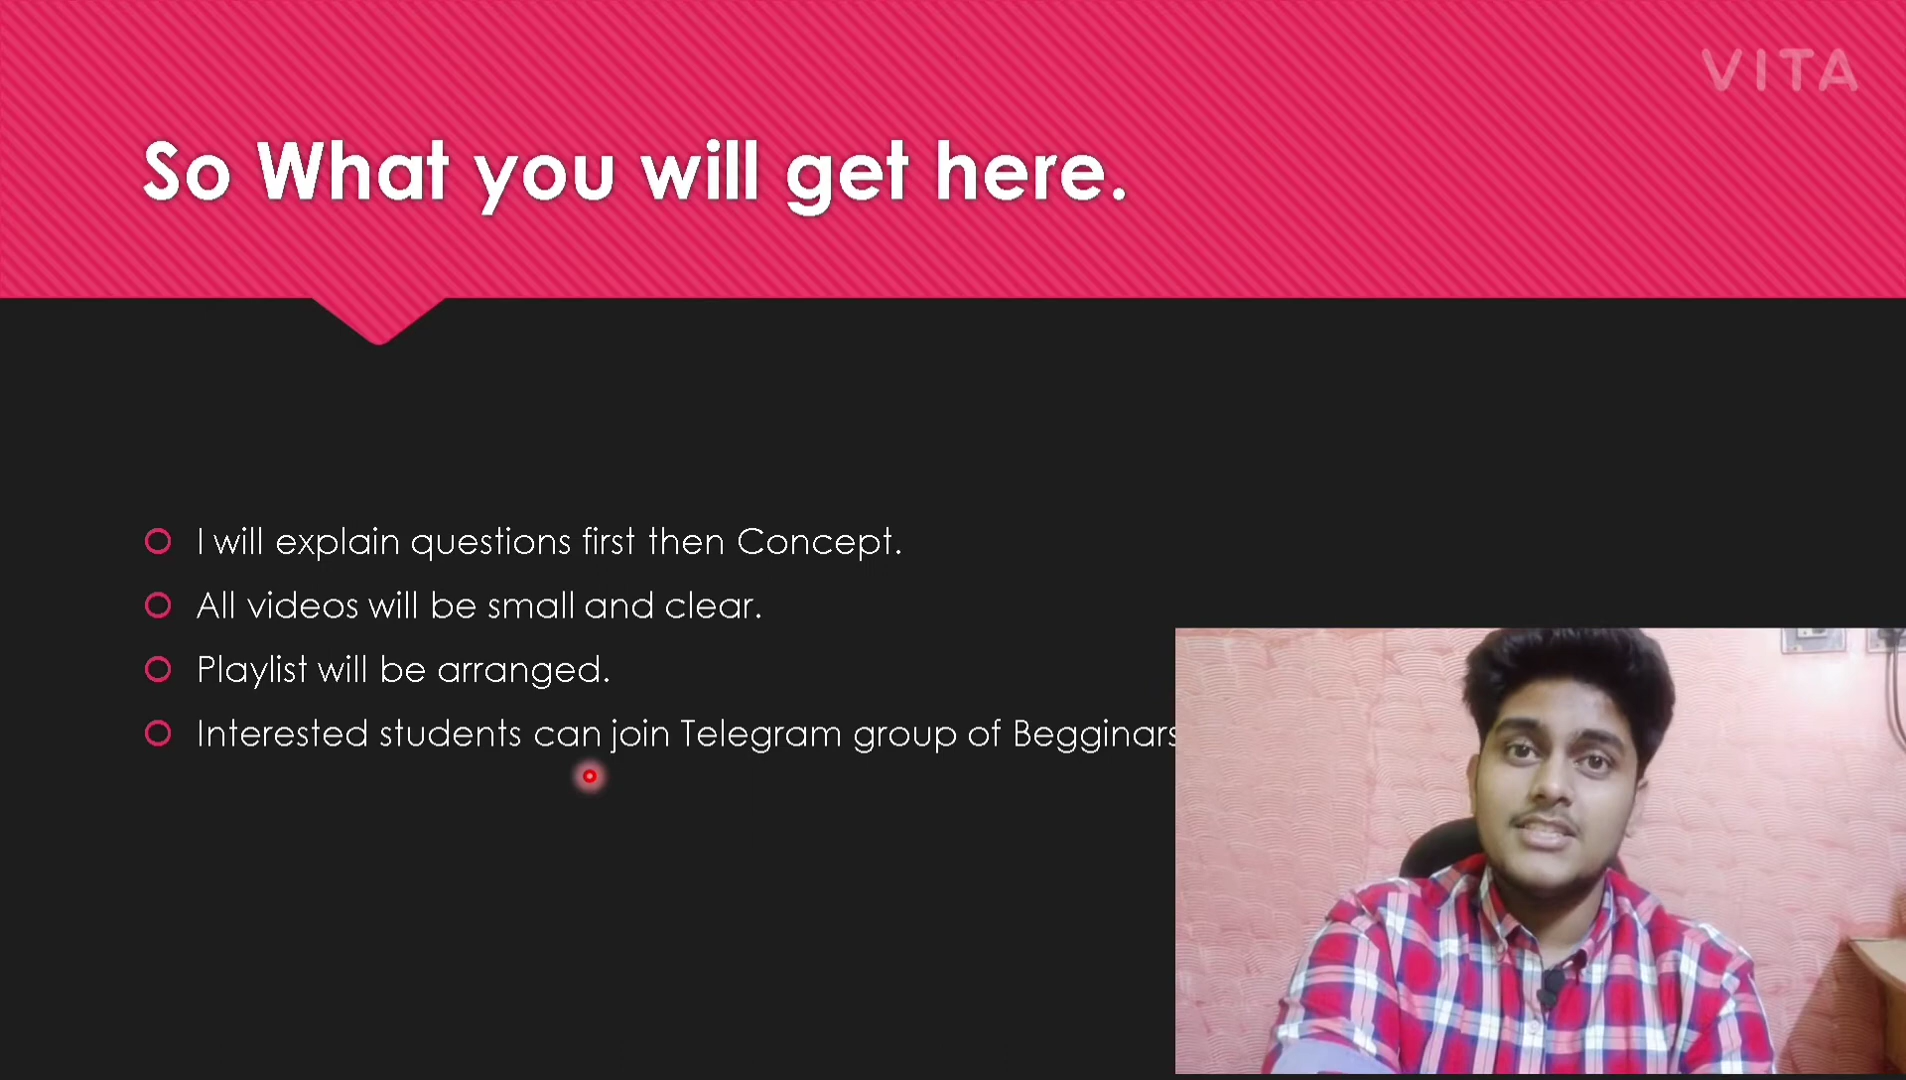 VITA
So What you will get here.
I will explain questions first then Concept.
All videos will be small and clear.
Playlist will be arranged.
Interested students can join Telegram group of Begginars